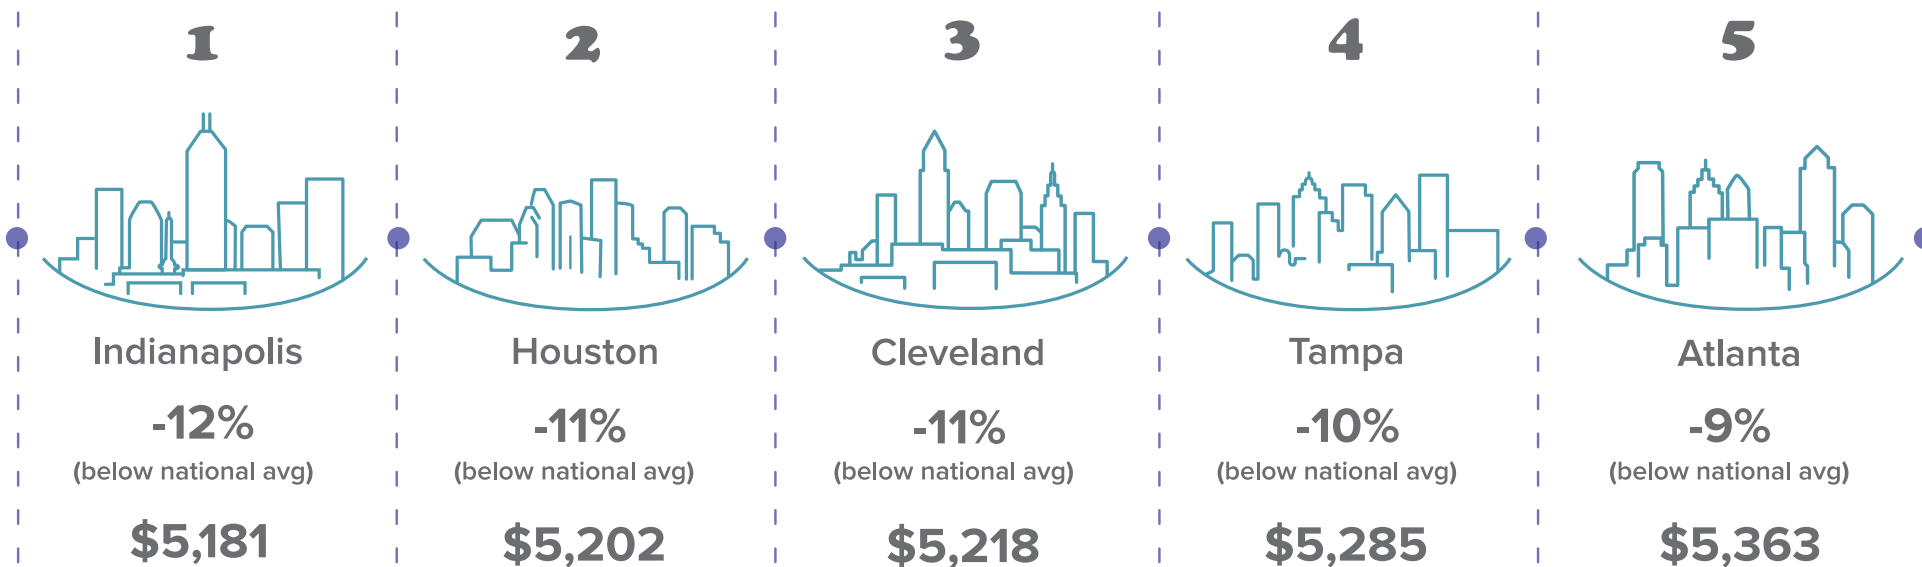 1
Indianapolis
-12%
(below national avg)
$5,181
2
Houston
-11%
(below national avg)
$5,202
3
Cleveland
-11%
(below national avg)
$5,218
4
Tampa
-10%
(below national avg)
$5,285
5
Atlanta
-9%
(below national avg)
$5,363